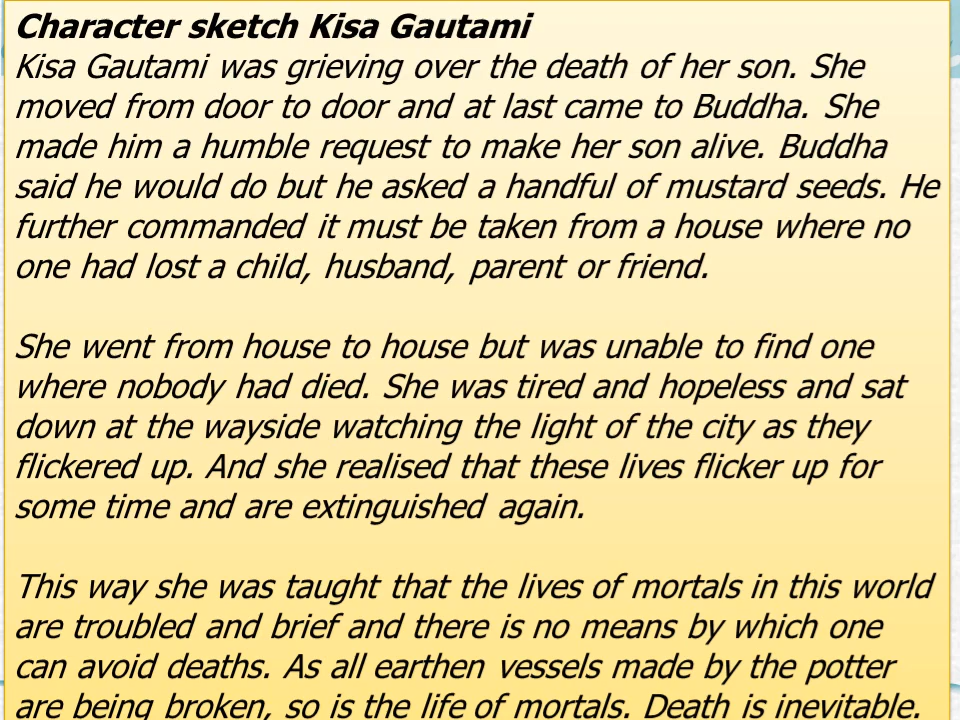 Character sketch Kisa Gautami
Kisa Gautami was grieving over the death of her son. She
moved from door to door and at last came to Buddha. She
made him a humble request to make her son alive. Buddha
said he would do but he asked a handful of mustard seeds. He
further commanded it must be taken from a house where no
one had lost a child, husband, parent or friend.
She went from house to house but was unable to find one
where nobody had died. She was tired and hopeless and sat
down at the wayside watching the light of the city as they
flickered up. And she realised that these lives flicker up for
some time and are extinguished again.
This way she was taught that the lives of mortals in this world
are troubled and brief and there is no means by which one
can avoid deaths. As all earthen vessels made by the potter
are being broken, so is the life of mortals. Death is inevitable.